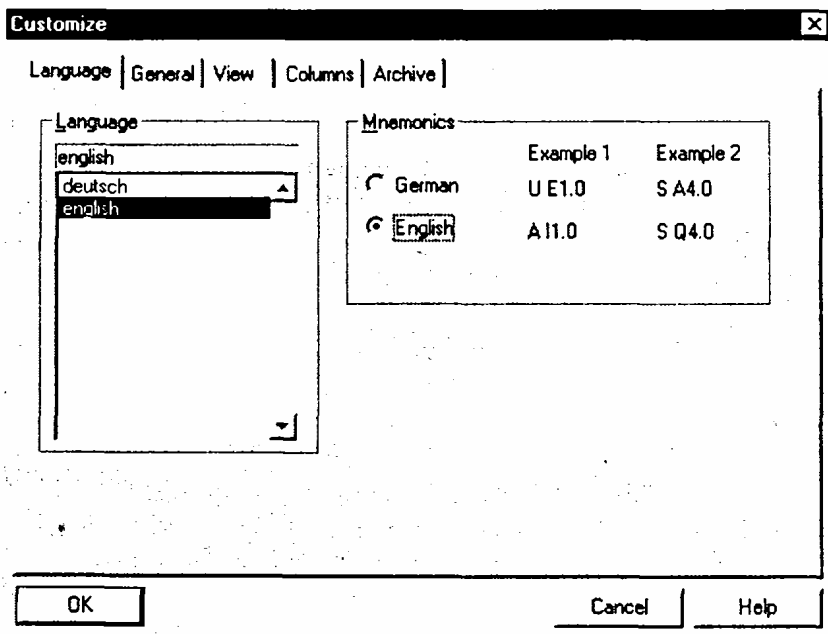 Customize
Language General View Columns Archive
Language
english
deutsch
english
Mnemonics
Example 1 Example 2
German U E1.0 S A4.0
English A I1.0 S Q4.0
OK Cancel Help